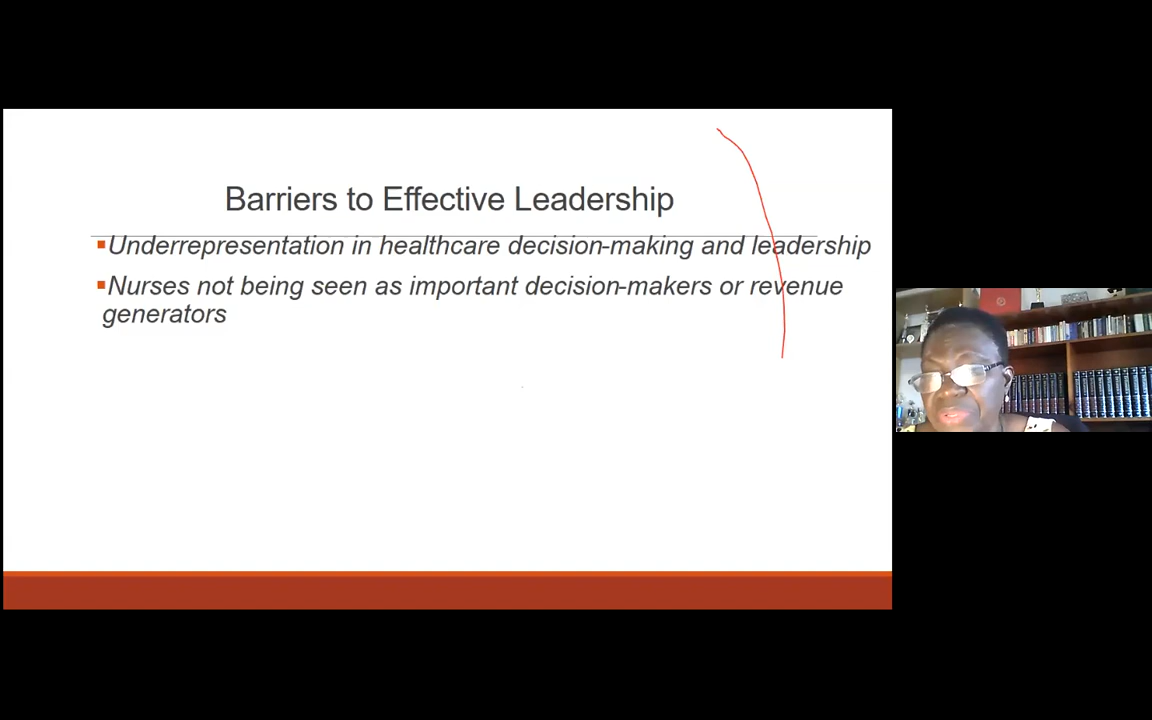 Barriers to Effective Leadership
▪Underrepresentation in healthcare decision-making and leadership
▪Nurses not being seen as important decision-makers or revenue
generators